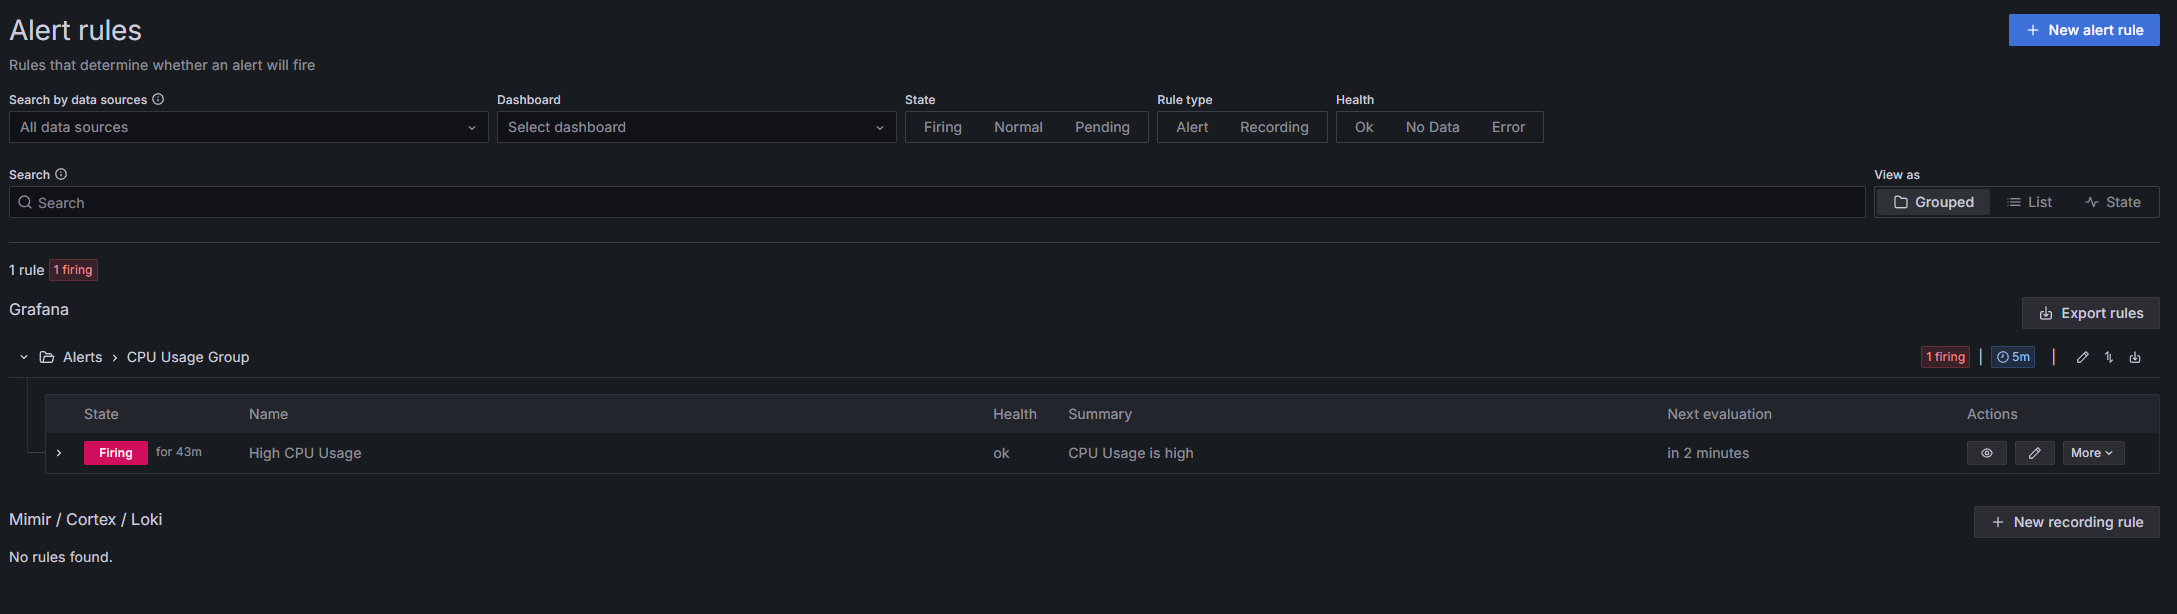 Alert rules
New alert rule
Rules that determine whether an alert will fire
Search by data sources
Dashboard
State
Rule type
Health
All data sources
Select dashboard
Firing Normal Pending
Alert Recording
Ok No Data Error
Search
View as
Search
Grouped List State
1 rule 1 firing
Grafana
Export rules
Alerts › CPU Usage Group
1 firing | 5m |
State Name Health Summary Next evaluation Actions
Firing for 43m High CPU Usage ok CPU Usage is high in 2 minutes More
Mimir / Cortex / Loki
New recording rule
No rules found.